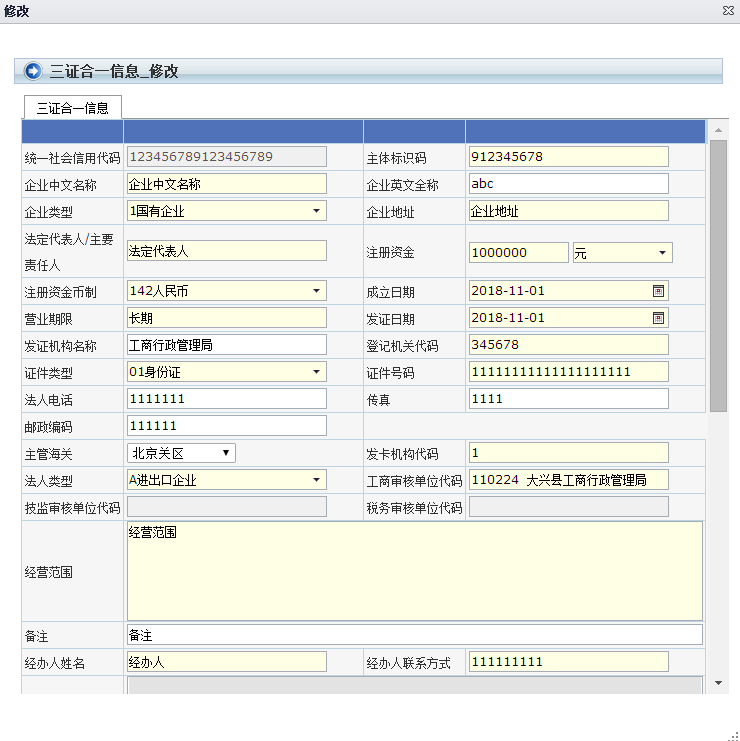 修改
三证合一信息_修改
三证合一信息
统一社会信用代码 123456789123456789 主体标识码 912345678
企业中文名称 企业中文名称 企业英文全称 abc
企业类型 1国有企业 企业地址 企业地址
法定代表人/主要
责任人 法定代表人 注册资金 1000000 元
注册资金币制 142人民币 成立日期 2018-11-01
营业期限 长期 发证日期 2018-11-01
发证机构名称 工商行政管理局 登记机关代码 345678
证件类型 01身份证 证件号码 11111111111111111111
法人电话 1111111 传真 1111
邮政编码 111111
主管海关 北京关区 发卡机构代码 1
法人类型 A进出口企业 工商审核单位代码 110224 大兴县工商行政管理局
技监审核单位代码 税务审核单位代码
经营范围 经营范围
备注 备注
经办人姓名 经办人 经办人联系方式 111111111